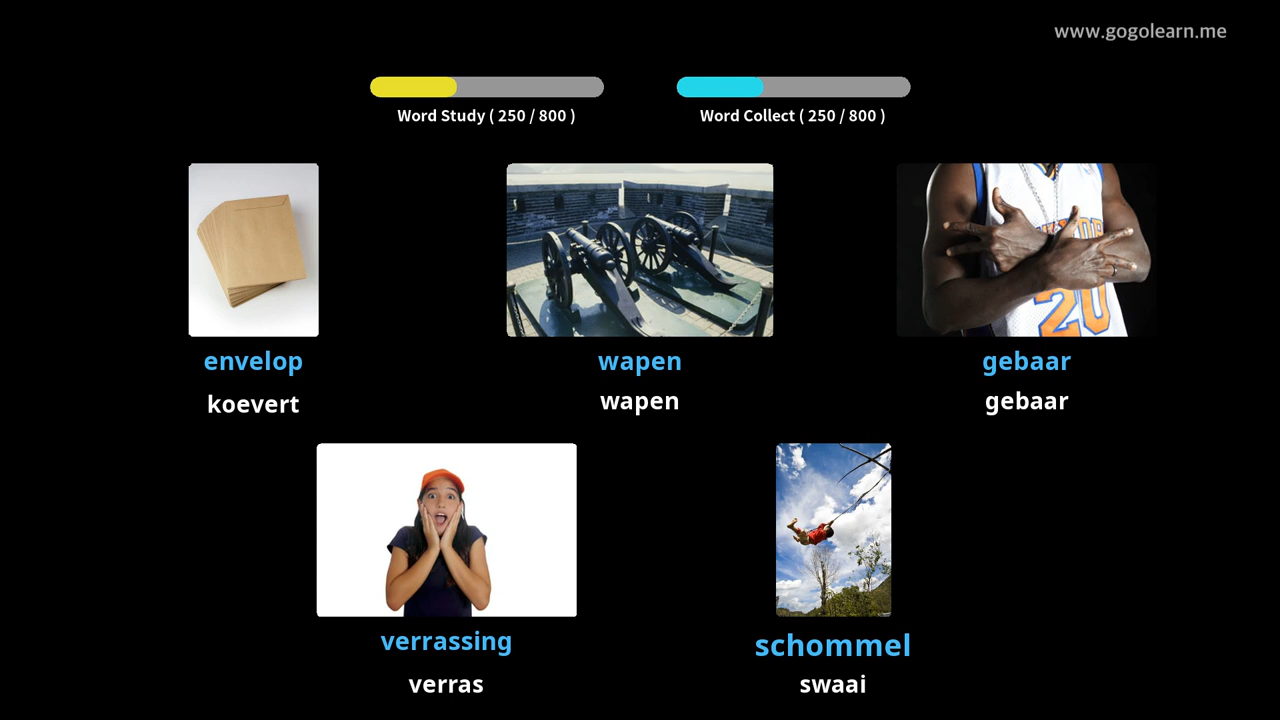 www.gogolearn.me
Word Study ( 250 / 800 )
Word Collect ( 250 / 800 )
envelop
koevert
wapen
wapen
20
gebaar
gebaar
verrassing
verras
schommel
swaai